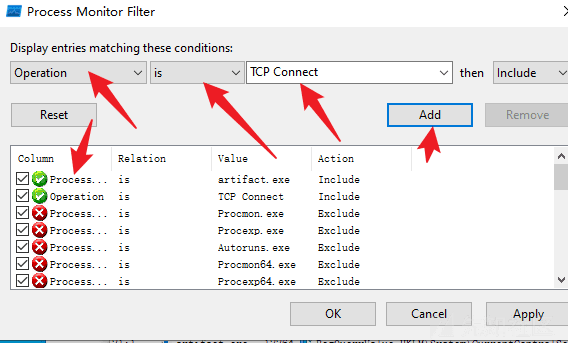 Process Monitor Filter
Display entries matching these conditions:
Operation is TCP Connect then Include
Reset Add Remove
Column Relation Value Action
Process... is artifact.exe Include
Operation is TCP Connect Include
Process... is Procmon.exe Exclude
Process... is Procexp.exe Exclude
Process... is Autoruns.exe Exclude
Process... is Procmon64.exe Exclude
Process... is Procexp64.exe Exclude
OK Cancel Apply